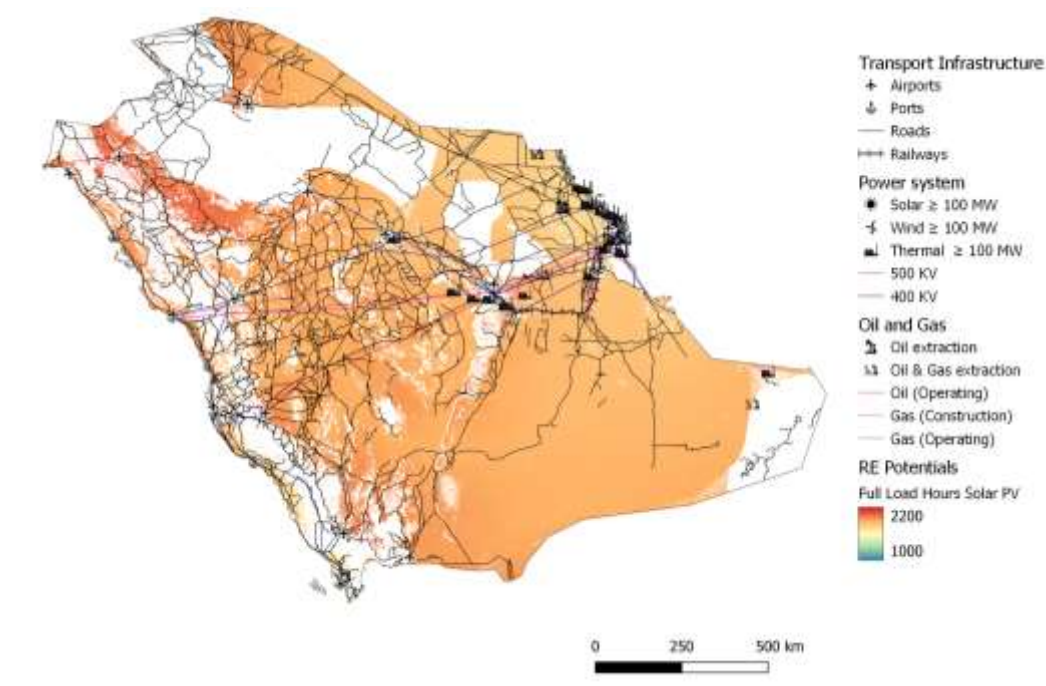 Transport Infrastructure
Airports
Ports
Roads
Railways
Power system
Solar ≥ 100 MW
Wind ≥ 100 MW
Thermal ≥ 100 MW
500 KV
400 KV
Oil and Gas
Oil extraction
Oil & Gas extraction
Oil (Operating)
Gas (Construction)
Gas (Operating)
RE Potentials
Full Load Hours Solar PV
2200
1000
0 250 500 km